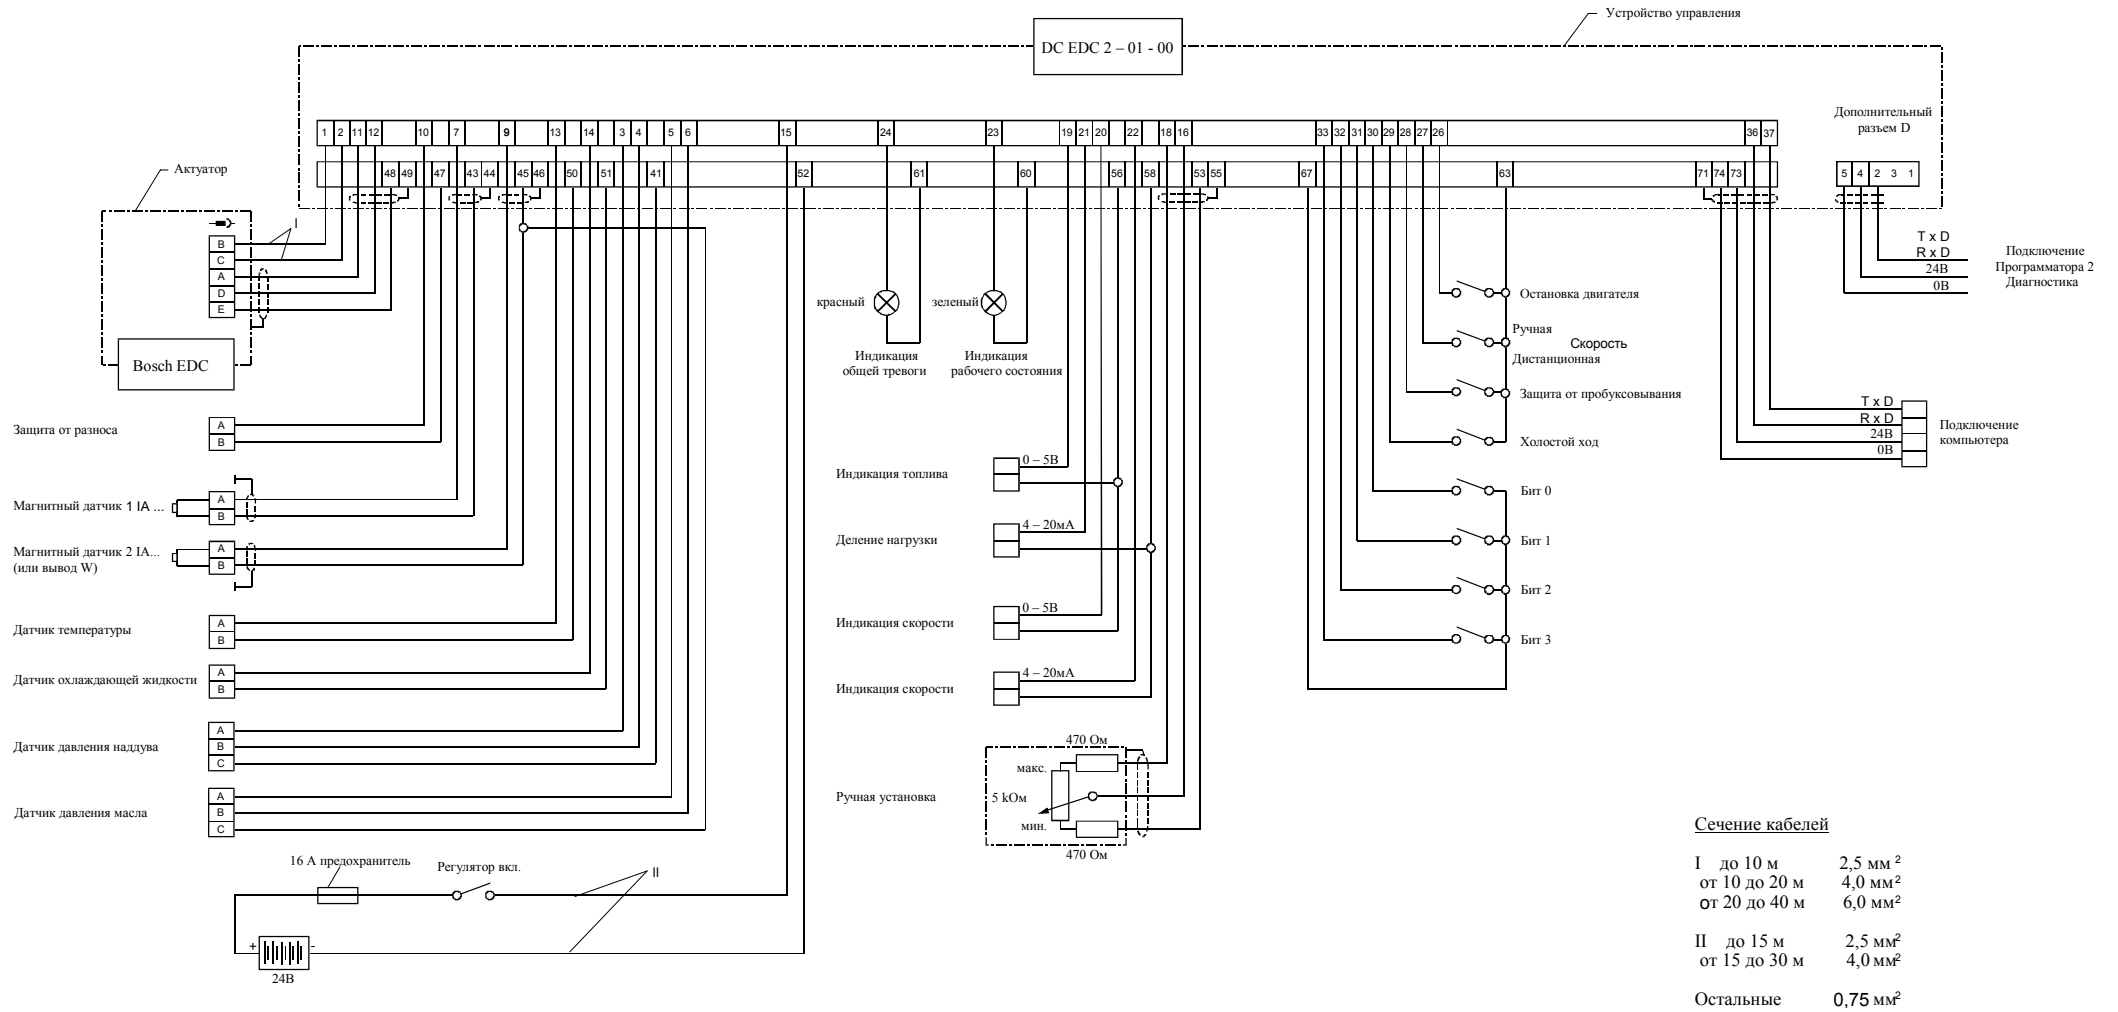 Устройство управления
DC EDC 2 – 01 - 00
Дополнительный
разъем D
1 2 11 12 10 7 9 13 14 3 4 5 6 15 24 23 19 21 20 22 18 16 33 32 31 30 29 28 27 26 36 37
48 49 47 43 44 45 46 50 51 41 52 61 60 56 58 53 55 67 63 71 74 73
5 4 2 3 1
Актуатор
I
B
C
A
D
E
Bosch EDC
T x D
R x D
24В
0В
Подключение
Программатора 2
Диагностика
красный
Индикация
общей тревоги
зеленый
Индикация
рабочего состояния
Остановка двигателя
Ручная
Скорость
Дистанционная
Защита от пробуксовывания
Холостой ход
Бит 0
Бит 1
Бит 2
Бит 3
T x D
R x D
24В
0В
Подключение
компьютера
Защита от разноса
A
B
Магнитный датчик 1 IA ...
A
B
Магнитный датчик 2 IA...
(или вывод W)
A
B
Датчик температуры
A
B
Датчик охлаждающей жидкости
A
B
Датчик давления наддува
A
B
C
Датчик давления масла
A
B
C
Индикация топлива
0 – 5В
Деление нагрузки
4 – 20мА
Индикация скорости
0 – 5В
Индикация скорости
4 – 20мА
Ручная установка
470 Ом
макс.
5 kОм
мин.
470 Ом
16 А предохранитель
Регулятор вкл.
II
+
-
24В
Сечение кабелей
I до 10 м 2,5 мм 2
от 10 до 20 м 4,0 мм2
от 20 до 40 м 6,0 мм2
II до 15 м 2,5 мм2
от 15 до 30 м 4,0 мм2
Остальные 0,75 мм2